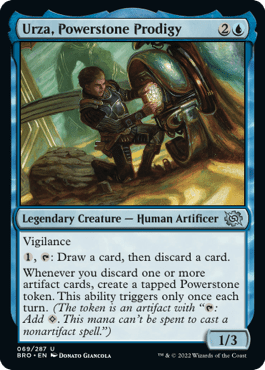 Urza, Powerstone Prodigy 2
Legendary Creature — Human Artificer
Vigilance
1, T: Draw a card, then discard a card.
Whenever you discard one or more
artifact cards, create a tapped Powerstone
token. This ability triggers only once each
turn. (The token is an artifact with “T:
Add C. This mana can't be spent to cast a
nonartifact spell.”)
1/3
069/287 U
BRO • EN DONATO GIANCOLA
™ & © 2022 Wizards of the Coast